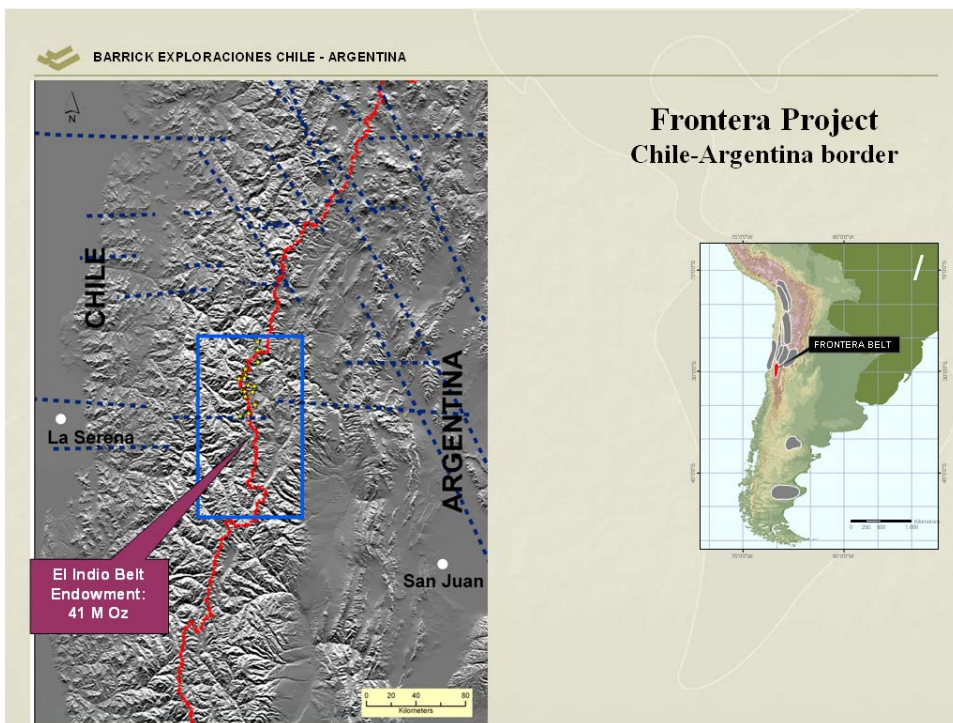 BARRICK EXPLORACIONES CHILE - ARGENTINA
Frontera Project
Chile-Argentina border
N
CHILE
ARGENTINA
La Serena
San Juan
El Indio Belt
Endowment:
41 M Oz
0 20 40 80
Kilometers
FRONTERA BELT